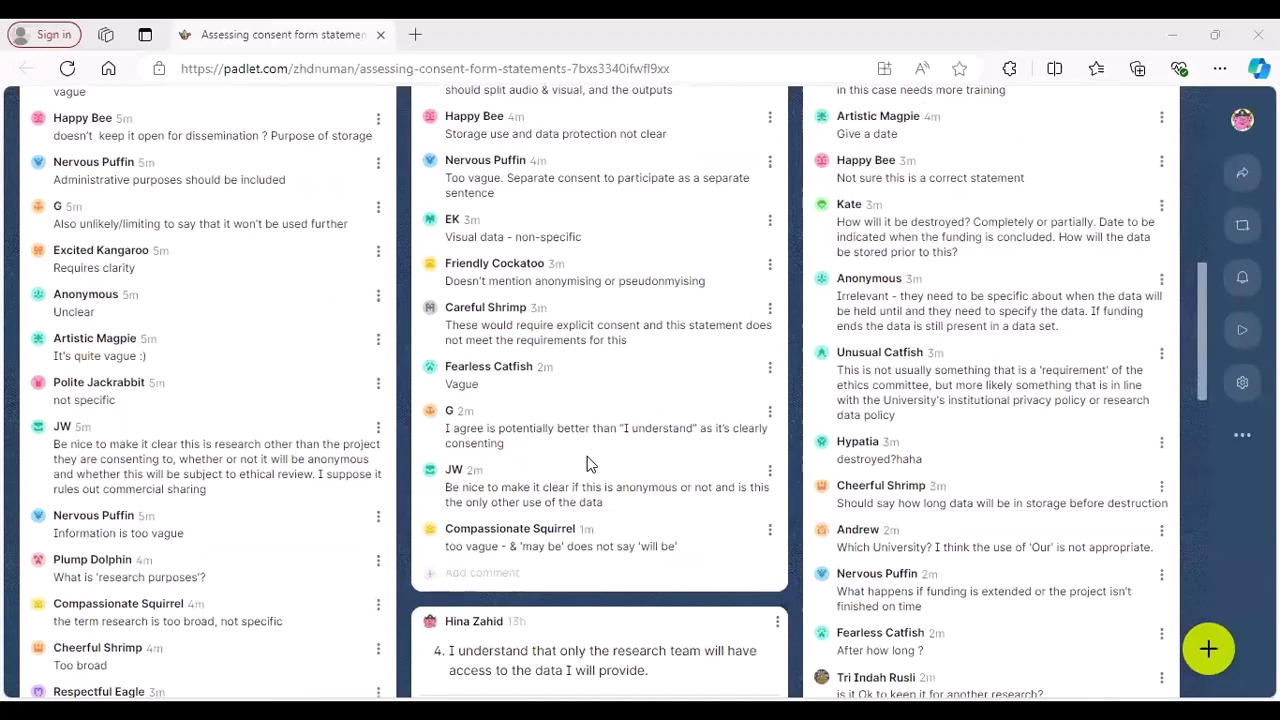 Sign in
Assessing consent form statemen
https://padlet.com/zhdnuman/assessing-consent-form-statements-7bxs3340ifwfl9xx
vague
Happy Bee 5m
doesn't keep it open for dissemination ? Purpose of storage
Nervous Puffin 5m
Administrative purposes should be included
G 5m
Also unlikely/limiting to say that it won't be used further
Excited Kangaroo 5m
Requires clarity
Anonymous 5m
Unclear
Artistic Magpie 5m
It's quite vague :)
Polite Jackrabbit 5m
not specific
JW 5m
Be nice to make it clear this is research other than the project
they are consenting to, whether or not it will be anonymous
and whether this will be subject to ethical review. I suppose it
rules out commercial sharing
Nervous Puffin 5m
Information is too vague
Plump Dolphin 4m
What is 'research purposes'?
Compassionate Squirrel 4m
the term research is too broad, not specific
Cheerful Shrimp 4m
Too broad
Respectful Eagle 3m
should split audio & visual, and the outputs
Happy Bee 4m
Storage use and data protection not clear
Nervous Puffin 4m
Too vague. Separate consent to participate as a separate
sentence
EK 3m
Visual data - non-specific
Friendly Cockatoo 3m
Doesn't mention anonymising or pseudonmyising
Careful Shrimp 3m
These would require explicit consent and this statement does
not meet the requirements for this
Fearless Catfish 2m
Vague
G 2m
I agree is potentially better than "I understand" as it's clearly
consenting
JW 2m
Be nice to make it clear if this is anonymous or not and is this
the only other use of the data
Compassionate Squirrel 1m
too vague - & 'may be' does not say 'will be'
Add comment
Hina Zahid 13h
4. I understand that only the research team will have
access to the data I will provide.
in this case needs more training
Artistic Magpie 4m
Give a date
Happy Bee 3m
Not sure this is a correct statement
Kate 3m
How will it be destroyed? Completely or partially. Date to be
indicated when the funding is concluded. How will the data
be stored prior to this?
Anonymous 3m
Irrelevant - they need to be specific about when the data will
be held until and they need to specify the data. If funding
ends the data is still present in a data set.
Unusual Catfish 3m
This is not usually something that is a 'requirement' of the
ethics committee, but more likely something that is in line
with the University's institutional privacy policy or research
data policy
Hypatia 3m
destroyed?haha
Cheerful Shrimp 3m
Should say how long data will be in storage before destruction
Andrew 2m
Which University? I think the use of 'Our' is not appropriate.
Nervous Puffin 2m
What happens if funding is extended or the project isn't
finished on time
Fearless Catfish 2m
After how long ?
Tri Indah Rusli 2m
is it Ok to keep it for another research?